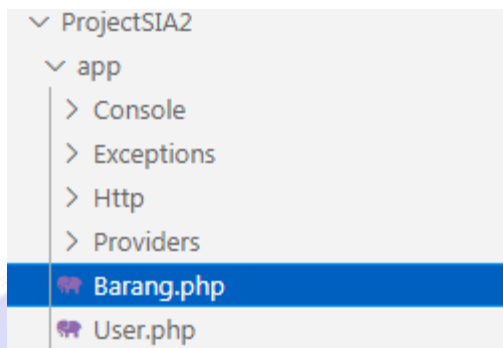 ProjectSIA2
app
Console
Exceptions
Http
Providers
Barang.php
User.php